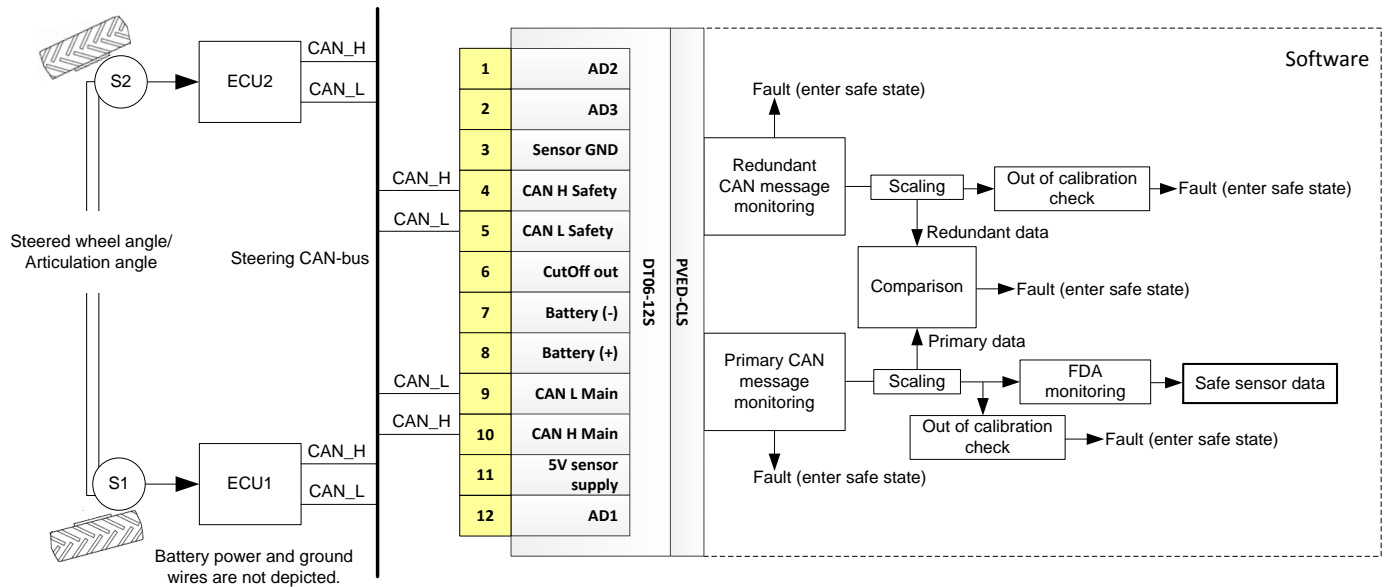 S2
ECU2
CAN_H
CAN_L
Steered wheel angle/
Articulation angle
Steering CAN-bus
S1
ECU1
CAN_H
CAN_L
Battery power and ground
wires are not depicted.
CAN_H
CAN_L
CAN_L
CAN_H
1 AD2
2 AD3
3 Sensor GND
4 CAN H Safety
5 CAN L Safety
6 CutOff out
7 Battery (-)
8 Battery (+)
9 CAN L Main
10 CAN H Main
11 5V sensor
supply
12 AD1
DT06-12S
PVED-CLS
Software
Fault (enter safe state)
Redundant
CAN message
monitoring
Scaling
Out of calibration
check
Fault (enter safe state)
Redundant data
Comparison
Fault (enter safe state)
Primary data
Primary CAN
message
monitoring
Scaling
FDA
monitoring
Safe sensor data
Out of calibration
check
Fault (enter safe state)
Fault (enter safe state)